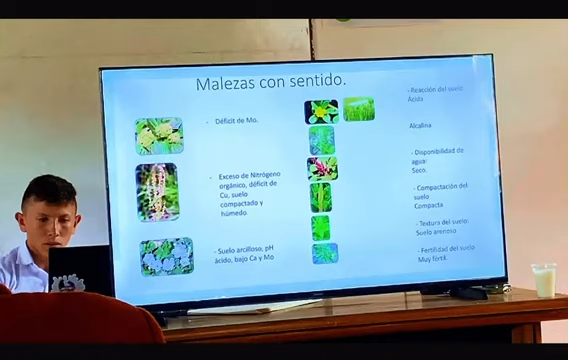 Malezas con sentido.
- Déficit de Mo.
- Exceso de Nitrógeno
orgánico, déficit de
Cu, suelo
compactado y
húmedo.
- Suelo arcilloso, pH
ácido, bajo Ca y Mo
- Reacción del suelo
Ácida
Alcalina
- Disponibilidad de
agua:
Seco.
- Compactación del
suelo
Compacta
- Textura del suelo:
Suelo arenoso
- Fertilidad del suelo
Muy fértil.